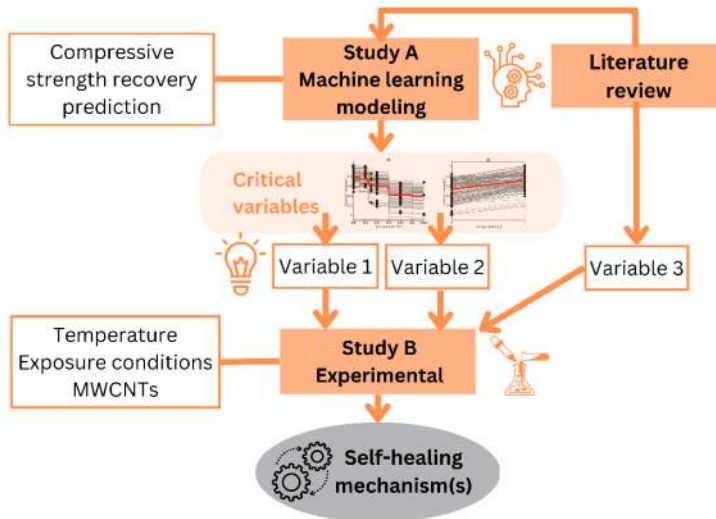 Compressive
strength recovery
prediction
Study A
Machine learning
modeling
Literature
review
Critical
variables
Variable 1
Variable 2
Variable 3
Temperature
Exposure conditions
MWCNTs
Study B
Experimental
Self-healing
mechanism(s)